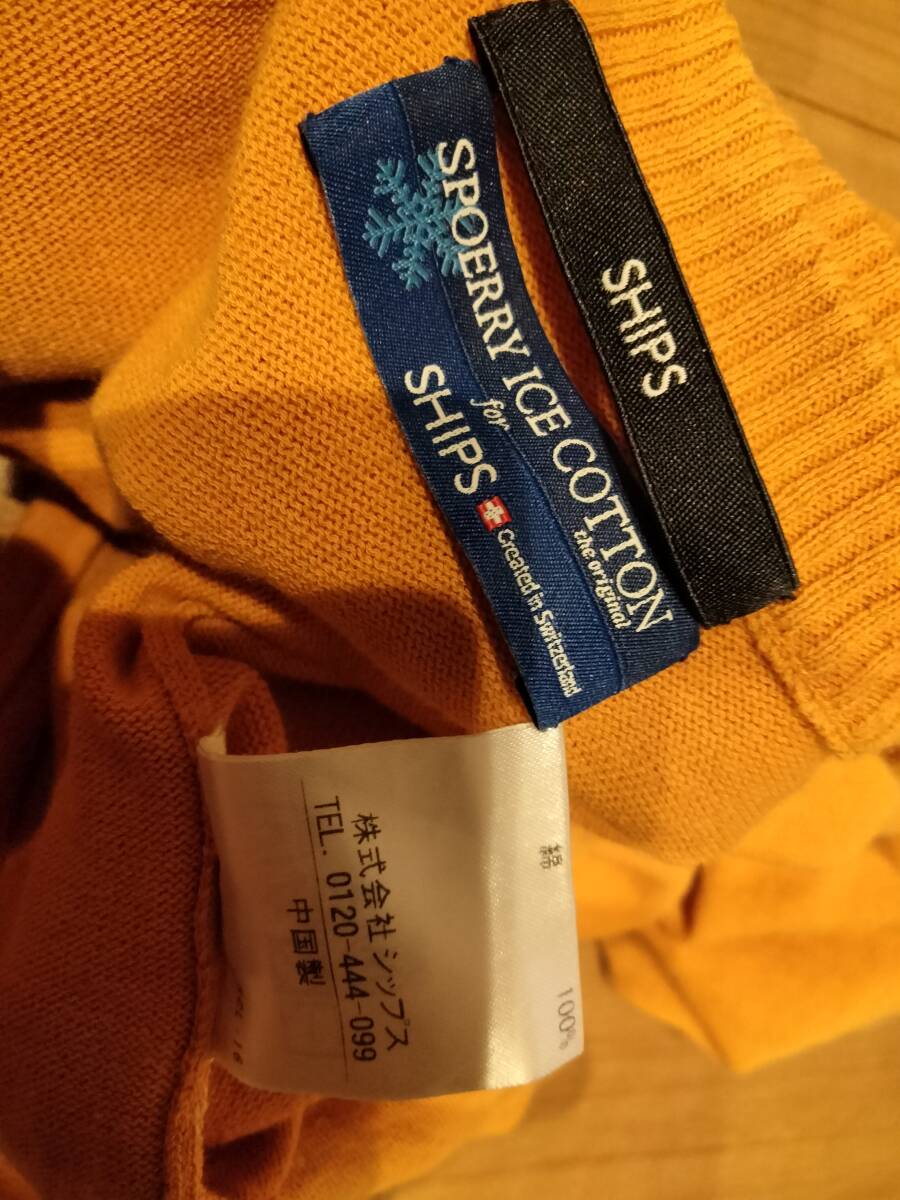 SHIPS
SPOERRY ICE COTTON
the original
for
SHIPS
Created in Switzerland
綿 100%
株式会社シップス
TEL. 0120-444-099
中国製